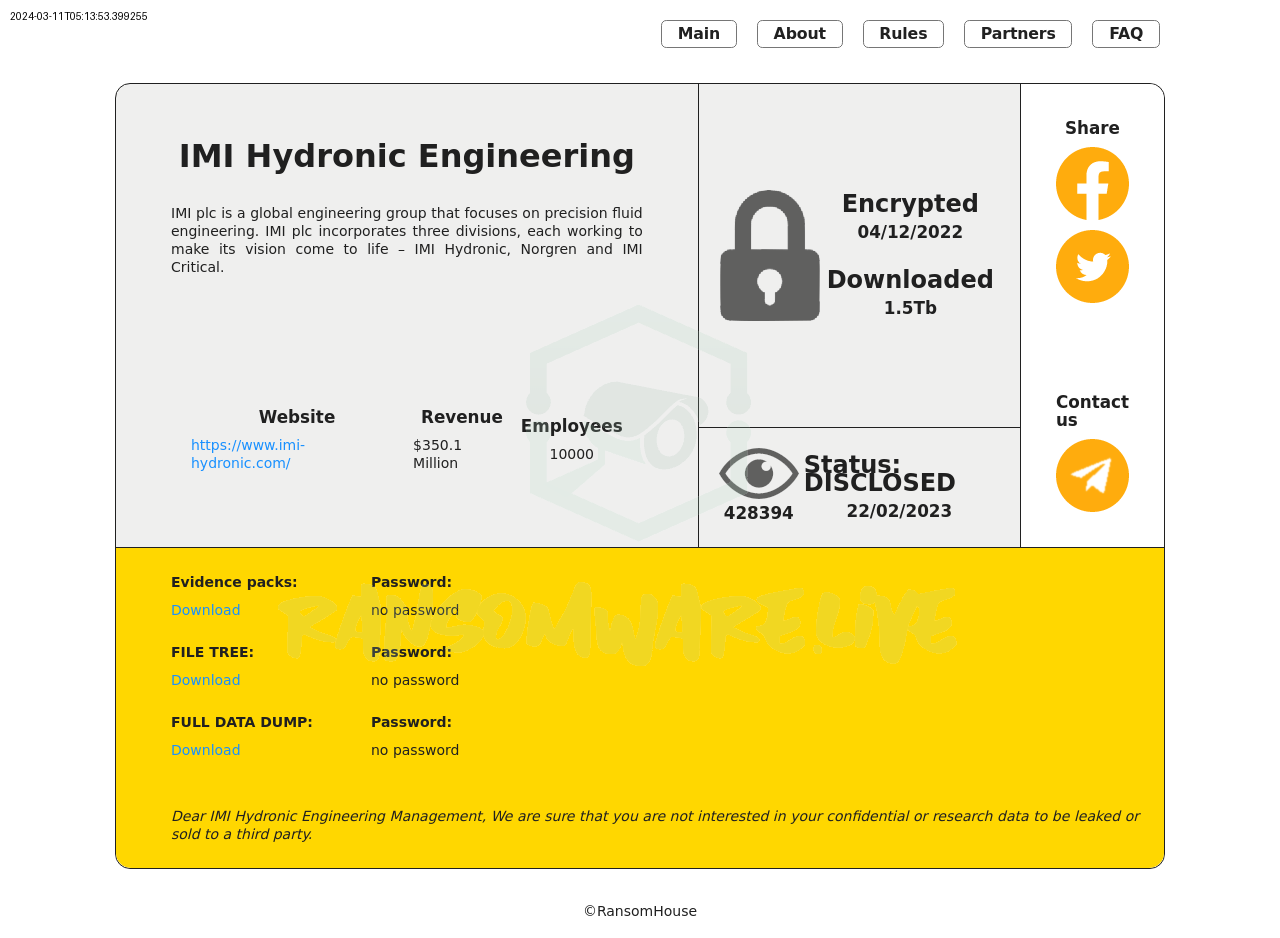 2024-03-11T05:13:53.399255
Main
About
Rules
Partners
FAQ
IMI Hydronic Engineering
IMI plc is a global engineering group that focuses on precision fluid
engineering. IMI plc incorporates three divisions, each working to
make its vision come to life – IMI Hydronic, Norgren and IMI
Critical.
Website
https://www.imi-
hydronic.com/
Revenue
$350.1
Million
Employees
10000
Encrypted
04/12/2022
Downloaded
1.5Tb
Status:
DISCLOSED
428394
22/02/2023
Share
Contact
us
Evidence packs:
Password:
Download
no password
RANSOMWARE.LIVE
FILE TREE:
Password:
Download
no password
FULL DATA DUMP:
Password:
Download
no password
Dear IMI Hydronic Engineering Management, We are sure that you are not interested in your confidential or research data to be leaked or
sold to a third party.
©RansomHouse